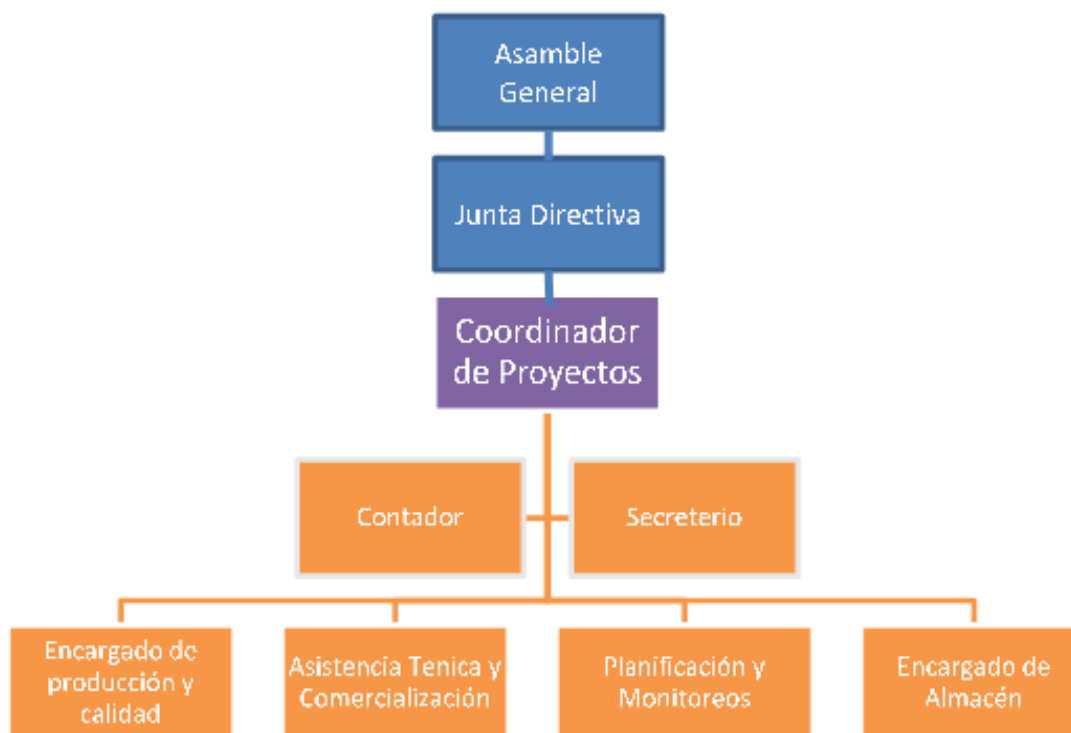 Asamble
General
Junta Directiva
Coordinador
de Proyectos
Contador
Secreterio
Encargado de
producción y
calidad
Asistencia Tenica y
Comercialización
Planificación y
Monitoreos
Encargado de
Almacén